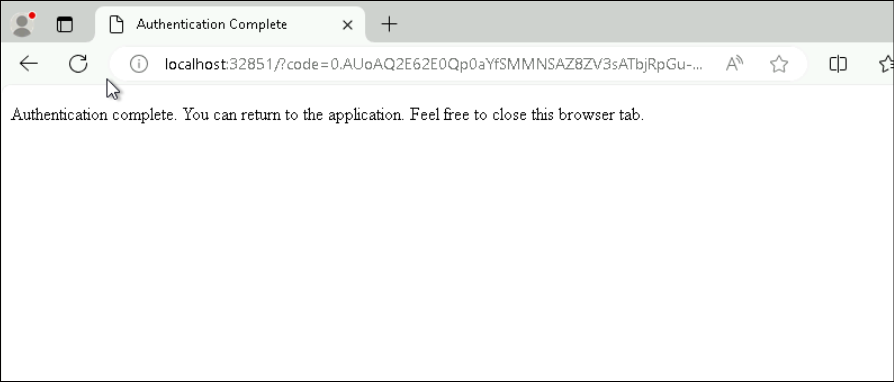 Authentication Complete
localhost:32851/?code=0.AUoAQ2E62E0Qp0aYfSMMNSAZ8ZV3sATbjRpGu-...
Authentication complete. You can return to the application. Feel free to close this browser tab.